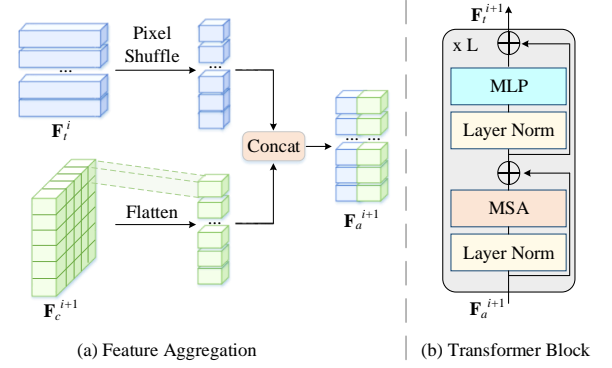 Pixel
Shuffle
...
...
F_t^i
Concat
...
...
...
F_a^{i+1}
Flatten
...
F_c^{i+1}
(a) Feature Aggregation
F_t^{i+1}
x L
MLP
Layer Norm
MSA
Layer Norm
F_a^{i+1}
(b) Transformer Block